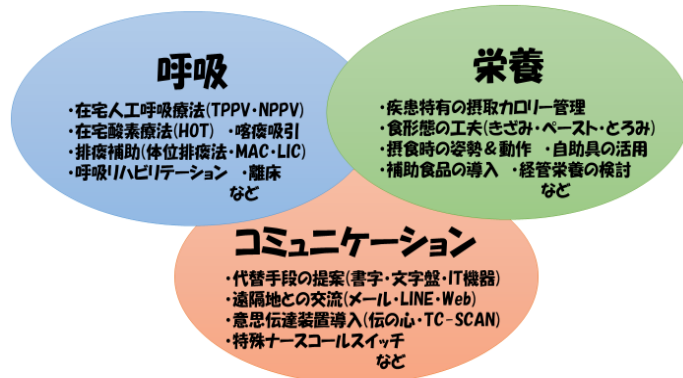 呼吸
・在宅人工呼吸療法(TPPV・NPPV)
・在宅酸素療法(HOT) ・喀痰吸引
・排痰補助(体位排痰法・MAC・LIC)
・呼吸リハビリテーション ・離床
など
栄養
・疾患特有の摂取カロリー管理
・食形態の工夫(きざみ・ペースト・とろみ)
・摂食時の姿勢&動作 ・自助具の活用
・補助食品の導入 ・経管栄養の検討
など
コミュニケーション
・代替手段の提案(書字・文字盤・IT機器)
・遠隔地との交流(メール・LINE・Web)
・意思伝達装置導入(伝の心・TC-SCAN)
・特殊ナースコールスイッチ
など